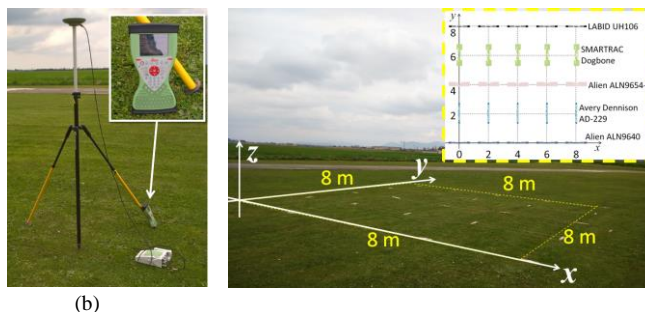 y
8
6
4
2
0
0 2 4 6 8 x
LABID UH106
SMARTRAC
Dogbone
Alien ALN9654-
Avery Dennison
AD-229
Alien ALN9640
z
y
8 m
8 m
8 m
8 m
x
(b)